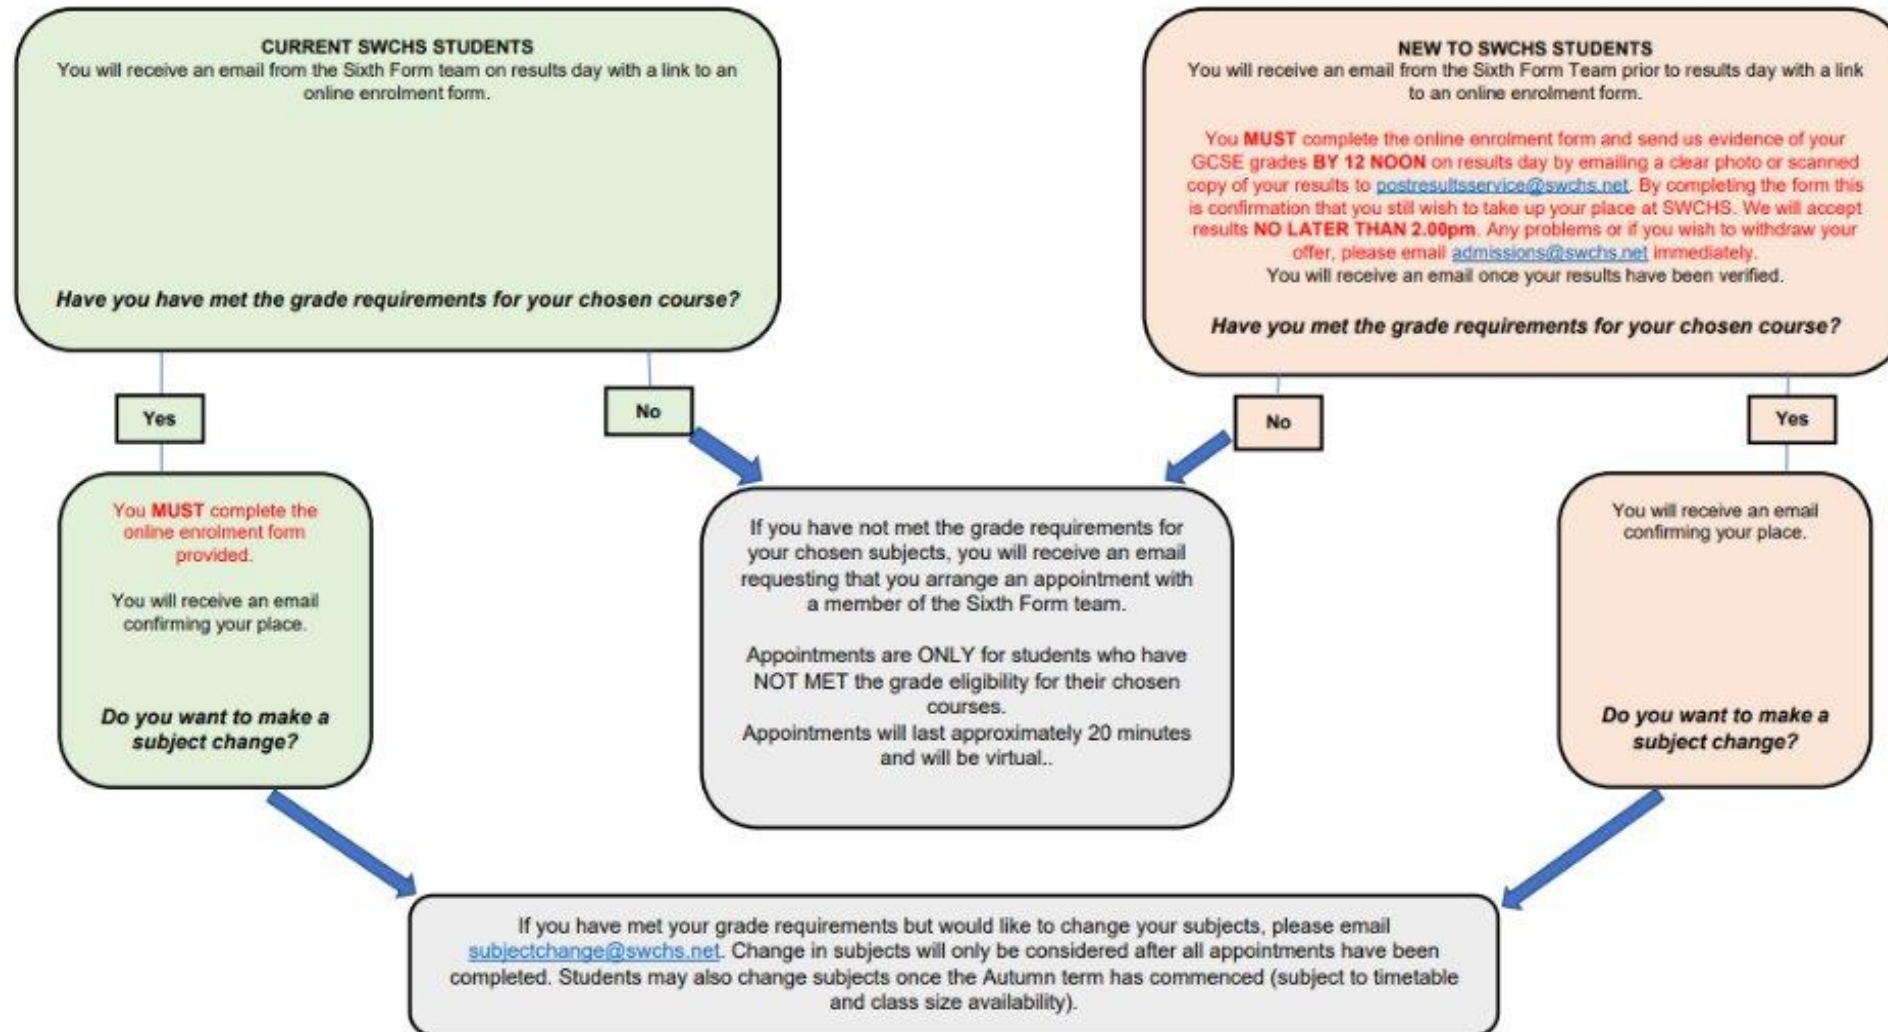 CURRENT SWCHS STUDENTS
You will receive an email from the Sixth Form team on results day with a link to an
online enrolment form.
Have you have met the grade requirements for your chosen course?
NEW TO SWCHS STUDENTS
You will receive an email from the Sixth Form Team prior to results day with a link
to an online enrolment form.
You MUST complete the online enrolment form and send us evidence of your
GCSE grades BY 12 NOON on results day by emailing a clear photo or scanned
copy of your results to postresultsservice@swchs.net. By completing the form this
is confirmation that you still wish to take up your place at SWCHS. We will accept
results NO LATER THAN 2.00pm. Any problems or if you wish to withdraw your
offer, please email admissions@swchs.net immediately.
You will receive an email once your results have been verified.
Have you met the grade requirements for your chosen course?
Yes
No
No
Yes
You MUST complete the
online enrolment form
provided.
You will receive an email
confirming your place.
Do you want to make a
subject change?
If you have not met the grade requirements for
your chosen subjects, you will receive an email
requesting that you arrange an appointment with
a member of the Sixth Form team.
Appointments are ONLY for students who have
NOT MET the grade eligibility for their chosen
courses.
Appointments will last approximately 20 minutes
and will be virtual..
You will receive an email
confirming your place.
Do you want to make a
subject change?
If you have met your grade requirements but would like to change your subjects, please email
subjectchange@swchs.net. Change in subjects will only be considered after all appointments have been
completed. Students may also change subjects once the Autumn term has commenced (subject to timetable
and class size availability).